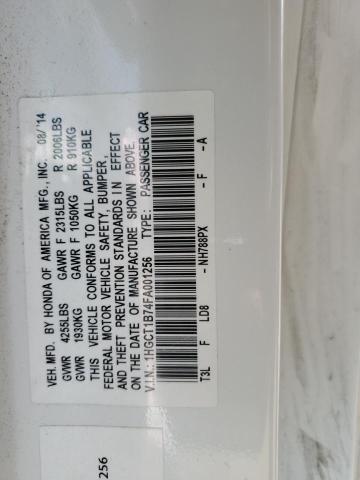 VEH. MFD. BY HONDA OF AMERICA MFG., INC. 08/'14
GVWR 4255LBS GAWR F 2315LBS R 2006LBS
GVWR 1930KG GAWR F 1050KG R 910KG
THIS VEHICLE CONFORMS TO ALL APPLICABLE
FEDERAL MOTOR VEHICLE SAFETY, BUMPER,
AND THEFT PREVENTION STANDARDS IN EFFECT
ON THE DATE OF MANUFACTURE SHOWN ABOVE.
V.I.N.: 1HGCT1B74FA001256 TYPE: PASSENGER CAR
T3L F LD8 - NH788PX - F - A
256